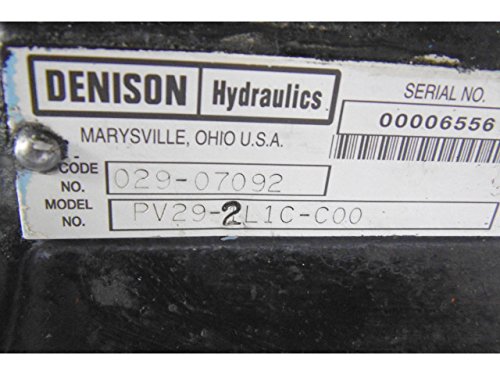 DENISON Hydraulics
MARYSVILLE, OHIO U.S.A.
SERIAL NO.
00006556
CODE NO. 029-07092
MODEL NO. PV29-2L1C-C00